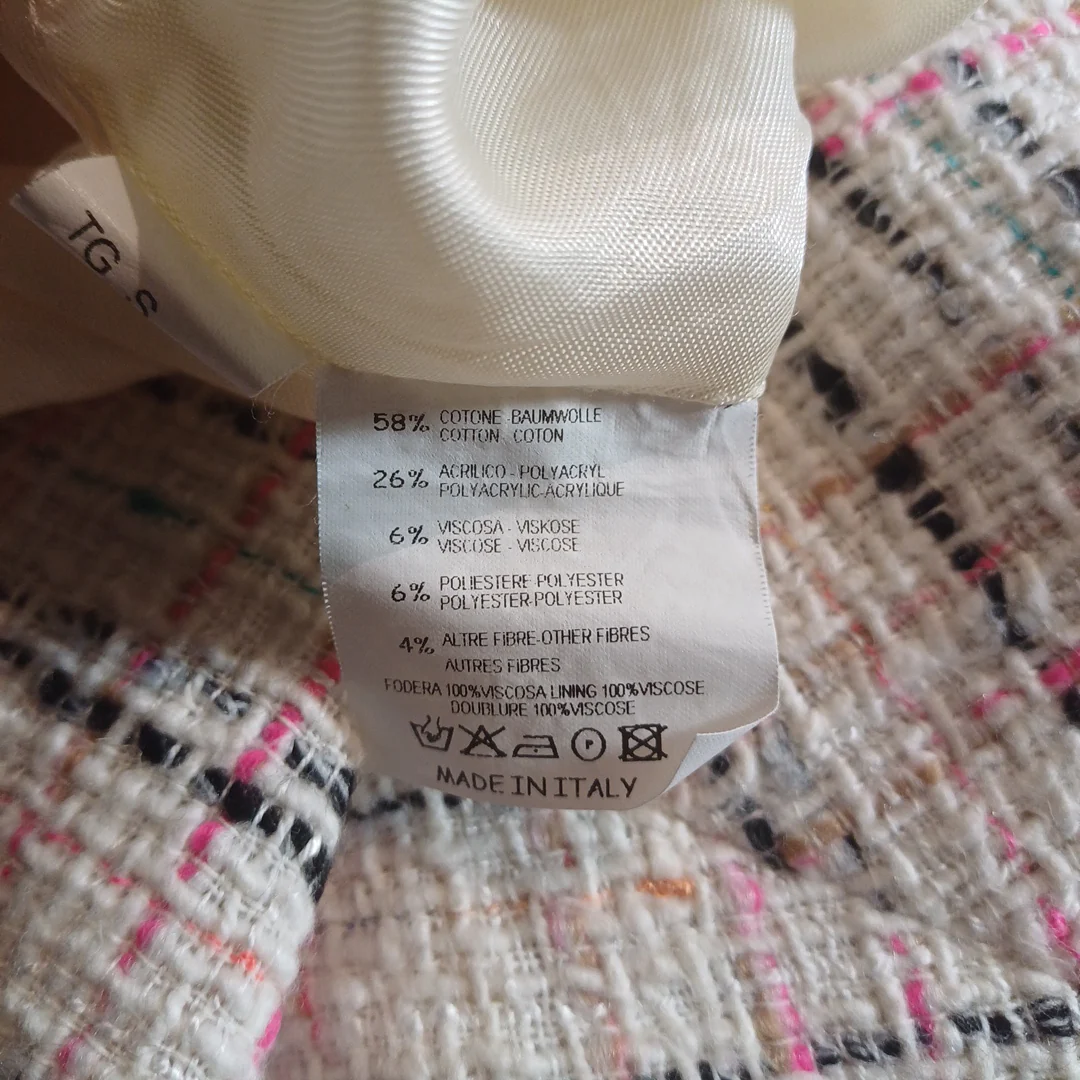 TG. S
58% COTONE-BAUMWOLLE
COTTON COTON
26% ACRILICO - POLYACRYL
POLYACRYLIC-ACRYLIQUE
6% VISCOSA - VISKOSE
VISCOSE - VISCOSE
6% POLIESTERE-POLYESTER
POLYESTER-POLYESTER
4% ALTRE FIBRE-OTHER FIBRES
AUTRES FIBRES
FODERA 100%VISCOSA LINING 100%VISCOSE
DOUBLURE 100%VISCOSE
P
MADE IN ITALY